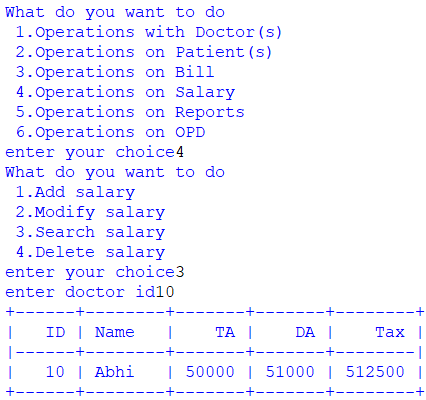 What do you want to do
 1.Operations with Doctor(s)
 2.Operations on Patient(s)
 3.Operations on Bill
 4.Operations on Salary
 5.Operations on Reports
 6.Operations on OPD
enter your choice4
What do you want to do
 1.Add salary
 2.Modify salary
 3.Search salary
 4.Delete salary
enter your choice3
enter doctor id10
+------+--------+-------+-------+--------+
|   ID | Name   |    TA |    DA |    Tax |
|------+--------+-------+-------+--------|
|   10 | Abhi   | 50000 | 51000 | 512500 |
+------+--------+-------+-------+--------+